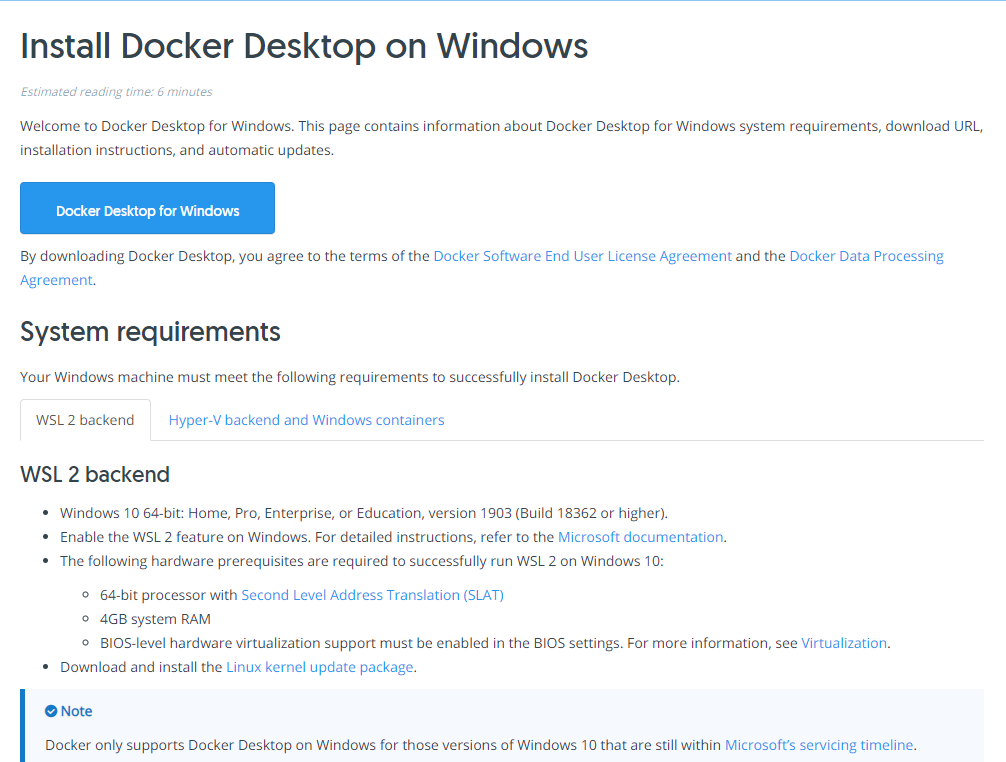 Install Docker Desktop on Windows
Estimated reading time: 6 minutes
Welcome to Docker Desktop for Windows. This page contains information about Docker Desktop for Windows system requirements, download URL,
installation instructions, and automatic updates.
Docker Desktop for Windows
By downloading Docker Desktop, you agree to the terms of the Docker Software End User License Agreement and the Docker Data Processing
Agreement.
System requirements
Your Windows machine must meet the following requirements to successfully install Docker Desktop.
WSL 2 backend Hyper-V backend and Windows containers
WSL 2 backend
• Windows 10 64-bit: Home, Pro, Enterprise, or Education, version 1903 (Build 18362 or higher).
• Enable the WSL 2 feature on Windows. For detailed instructions, refer to the Microsoft documentation.
• The following hardware prerequisites are required to successfully run WSL 2 on Windows 10:
◦ 64-bit processor with Second Level Address Translation (SLAT)
◦ 4GB system RAM
◦ BIOS-level hardware virtualization support must be enabled in the BIOS settings. For more information, see Virtualization.
• Download and install the Linux kernel update package.
Note
Docker only supports Docker Desktop on Windows for those versions of Windows 10 that are still within Microsoft's servicing timeline.